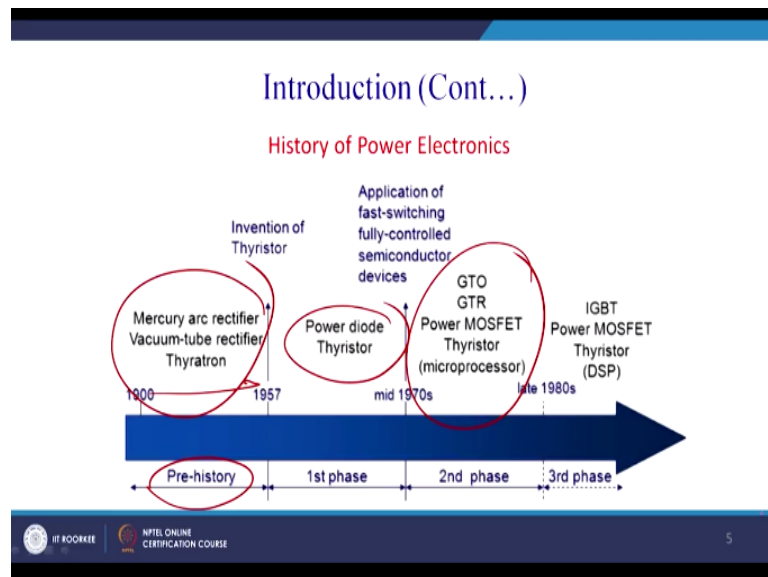 Introduction (Cont...)
History of Power Electronics
Invention of
Thyristor
Application of
fast-switching
fully-controlled
semiconductor
devices
Mercury arc rectifier
Vacuum-tube rectifier
Thyratron
Power diode
Thyristor
GTO
GTR
Power MOSFET
Thyristor
(microprocessor)
IGBT
Power MOSFET
Thyristor
(DSP)
1900
1957
mid 1970s
late 1980s
Pre-history
1st phase
2nd phase
3rd phase
IIT ROORKEE
NPTEL ONLINE
CERTIFICATION COURSE
5